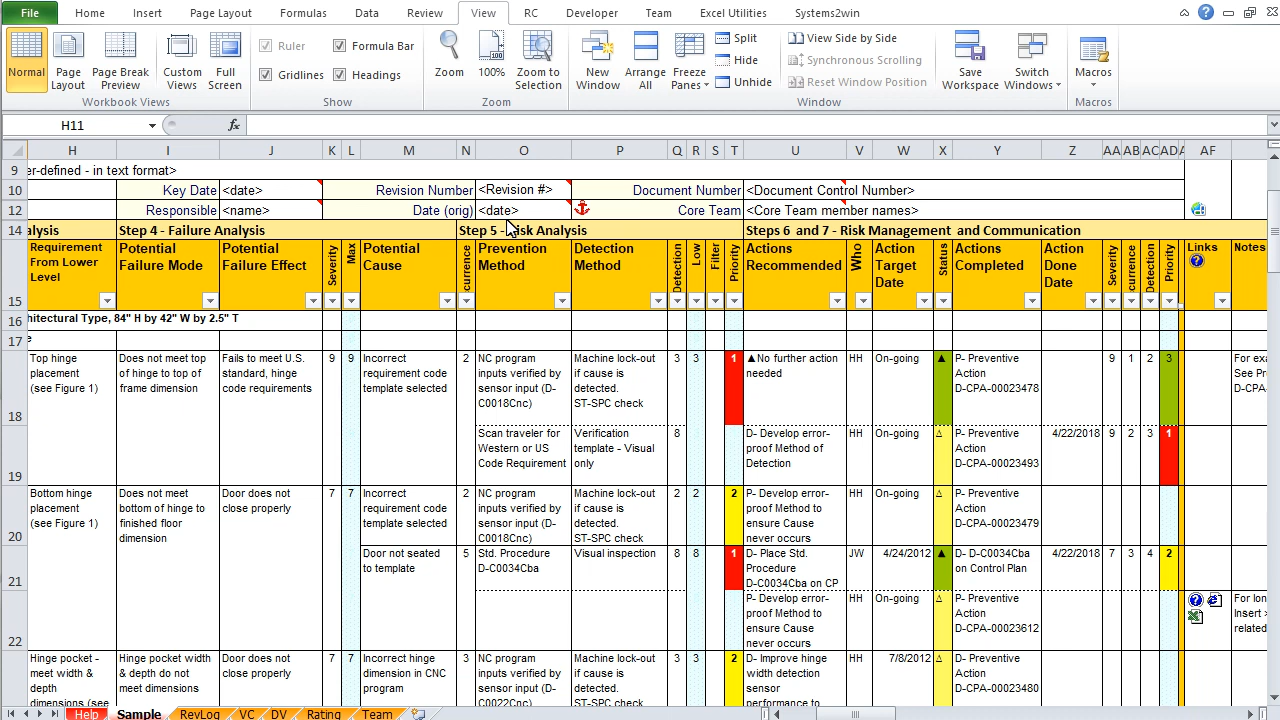 File Home Insert Page Layout Formulas Data Review View RC Developer Team Excel Utilities Systems2win
Normal Page Layout Page Break Preview Custom Views Full Screen
Ruler Formula Bar
Gridlines Headings
Zoom 100% Zoom to Selection
New Window Arrange All Freeze Panes
Split
Hide
Unhide
View Side by Side
Synchronous Scrolling
Reset Window Position
Save Workspace Switch Windows Macros
Workbook Views Show Zoom Window Macros
H11 fx
H I J K L M N O P Q R S T U V W X Y Z AA AB AC AD AF
9 er-defined - in text format>
10 Key Date <date> Revision Number <Revision #> Document Number <Document Control Number>
12 Responsible <name> Date (orig) <date> Core Team <Core Team member names>
14 alysis Step 4 - Failure Analysis Step 5 - Risk Analysis Steps 6 and 7 - Risk Management and Communication
15 Requirement From Lower Level
Potential Failure Mode
Potential Failure Effect
Severity
Max
Potential Cause
currence
Prevention Method
Detection Method
Detection
Low
Filter
Priority
Actions Recommended
Who
Action Target Date
Status
Actions Completed
Action Done Date
Severity
currence
Detection
Priority
Links
Notes
16 hitectural Type, 84" H by 42" W by 2.5" T
17 e
18 Top hinge placement (see Figure 1)
Does not meet top of hinge to top of frame dimension
Fails to meet U.S. standard, hinge code requirements
9 9
Incorrect requirement code template selected
2
NC program inputs verified by sensor input (D-C0018Cnc)
Machine lock-out if cause is detected. ST-SPC check
3 3 1
▲No further action needed
HH On-going ▲
P- Preventive Action D-CPA-00023478
9 1 2 3
For exa
See Pr
D-CPA
19 Scan traveler for Western or US Code Requirement
Verification template - Visual only
8
D- Develop error-proof Method of Detection
HH On-going Δ
P- Preventive Action D-CPA-00023493
4/22/2018 9 2 3 1
20 Bottom hinge placement (see Figure 1)
Does not meet bottom of hinge to finished floor dimension
Door does not close properly
7 7
Incorrect requirement code template selected
2
NC program inputs verified by sensor input (D-
Machine lock-out if cause is detected. ST-SPC check
2 2 2
P- Develop error-proof Method to ensure Cause never occurs
HH On-going Δ
P- Preventive Action D-CPA-00023479
21 Door not seated to template
5
Std. Procedure D-C0034Cba
Visual inspection
8 8 1
D- Place Std. Procedure D-C0034Cba on CP
JW 4/24/2012 ▲
D- D-C0034Cba on Control Plan
4/22/2018 7 3 4 2
22 P- Develop error-proof Method to ensure Cause never occurs
HH On-going Δ
P- Preventive Action D-CPA-00023612
For lon
Insert >
related
Hinge pocket - meet width & depth dimensions (see
Hinge pocket width & depth do not meet dimensions
Door does not close properly
7 7
Incorrect hinge dimension in CNC program
3
NC program inputs verified by sensor input (D-C0022Cnc)
Machine lock-out if cause is detected. ST-SPC check
3 3 2
D- Improve hinge width detection sensor performance to
HH 7/8/2012 Δ
D- Preventive Action D-CPA-00023480
Help Sample RevLog VC DV Rating Team